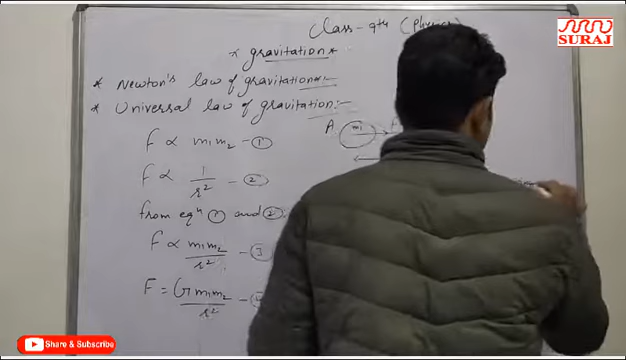 Class-9th (Physics)
* gravitation *
SURAJ
* Newton's law of gravitation:-
* Universal law of gravitation:-
F ∝ m1m2 - ①
A m1 F
F ∝ 1/r² - ②
from eqⁿ ① and ②
F ∝ m1m2/r² - ③
F = G m1m2/r² - ④
Share & Subscribe